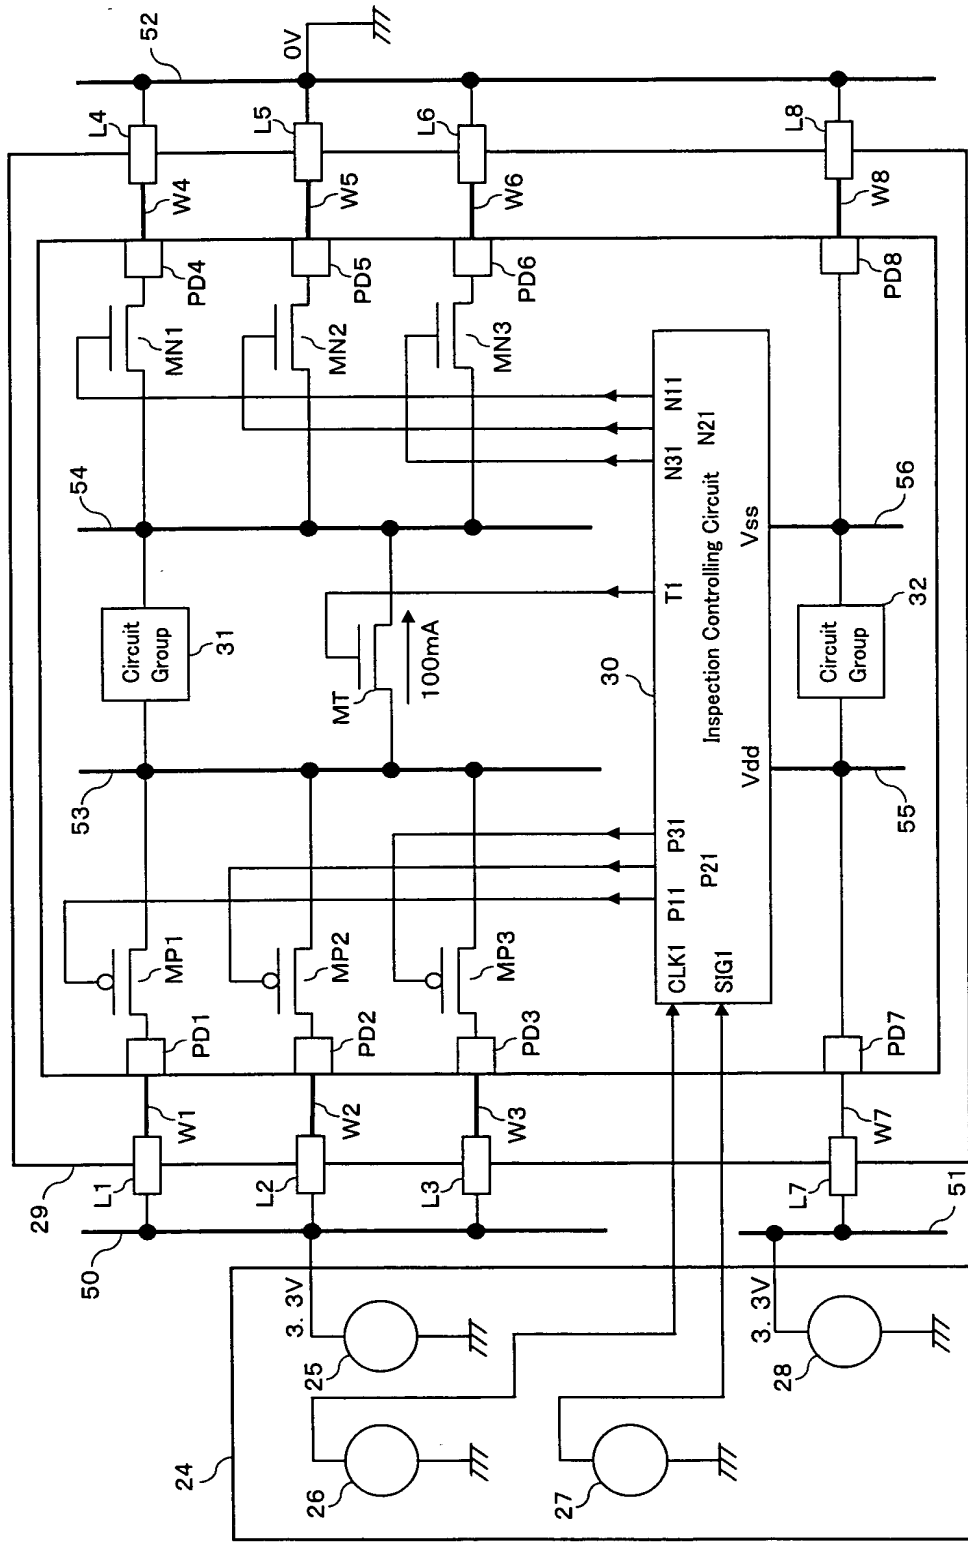 24
26
25
3. 3V
27
28
3. 3V
50
51
29
L1
L2
L3
L7
W1
W2
W3
W7
PD1
PD2
PD3
PD7
MP1
MP2
MP3
CLK1
SIG1
P11
P21
P31
53
55
Vdd
30
Inspection Controlling Circuit
Circuit
Group
31
MT
100mA
T1
Circuit
Group
32
Vss
54
56
N31
N21
N11
MN1
MN2
MN3
PD4
PD5
PD6
PD8
W4
W5
W6
W8
L4
L5
L6
L8
52
0V